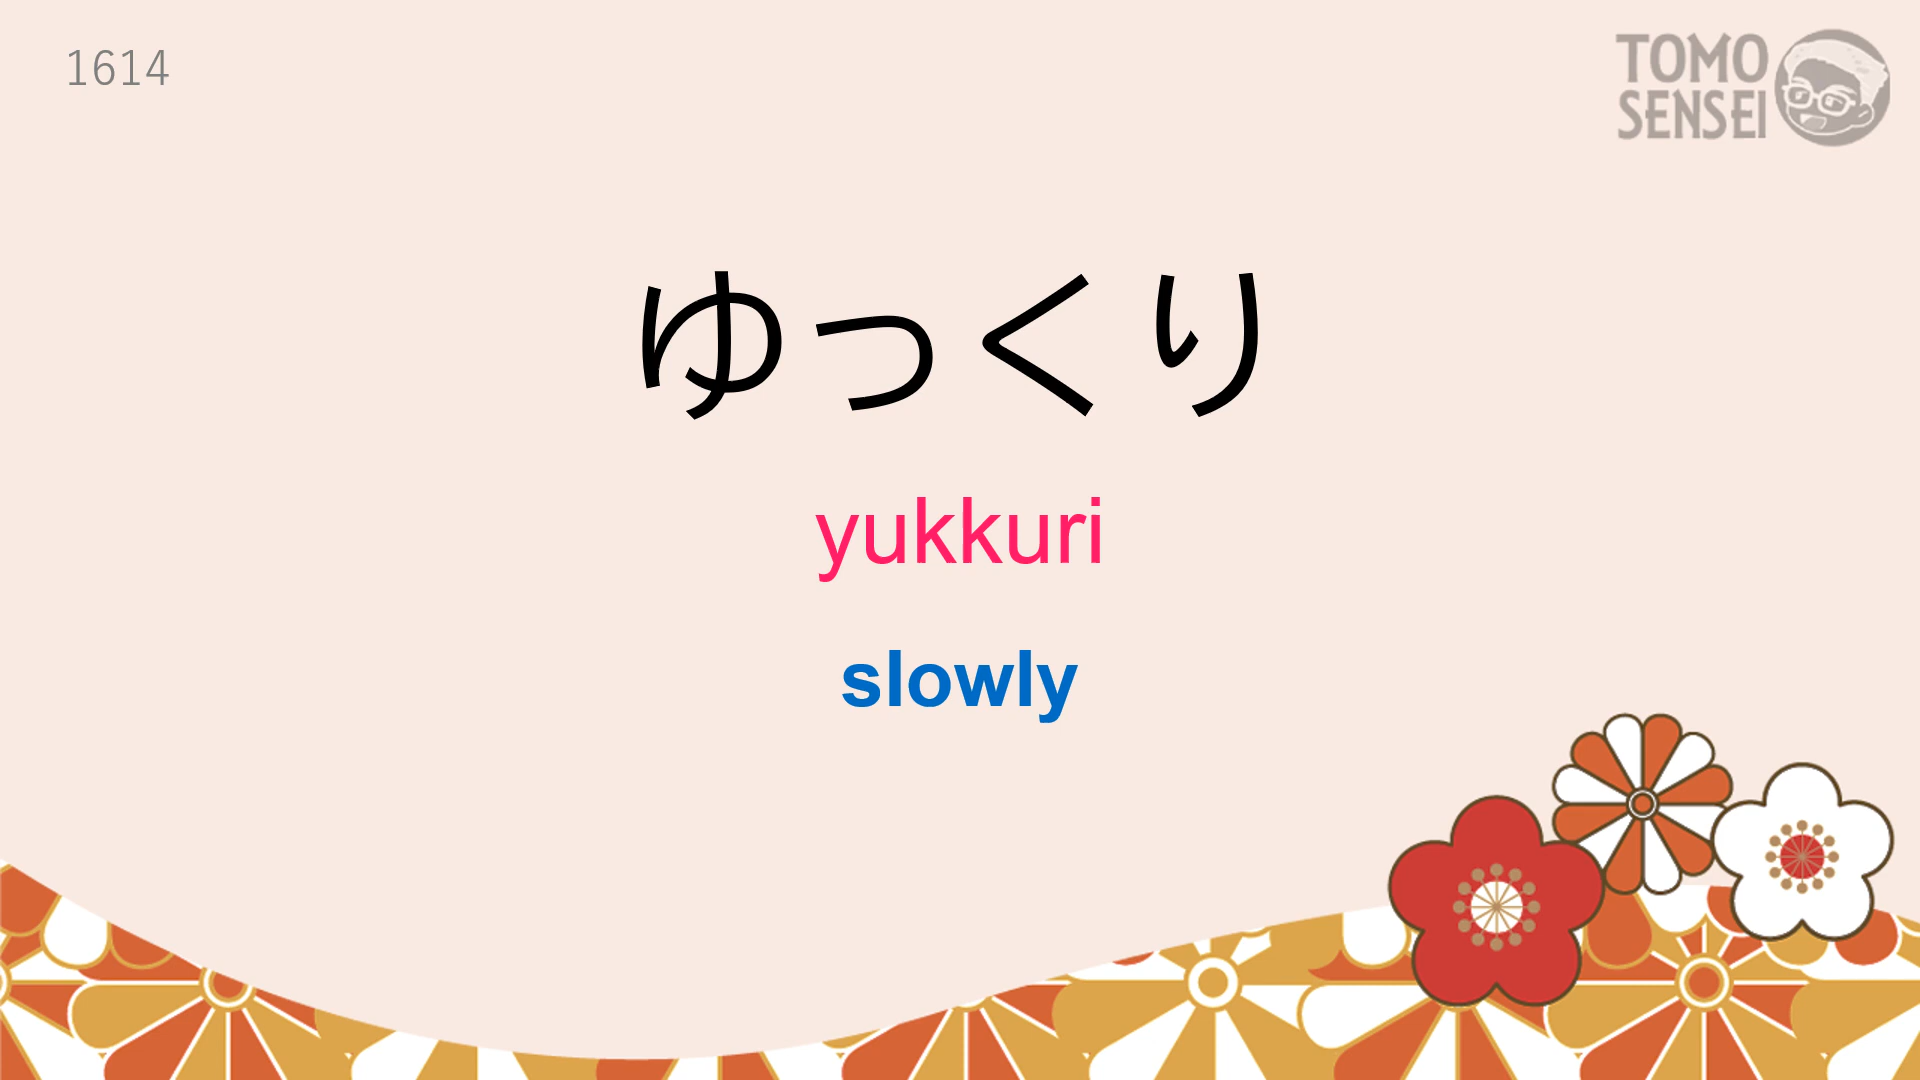 1614
TOMO
SENSEI
ゆっくり
yukkuri
slowly